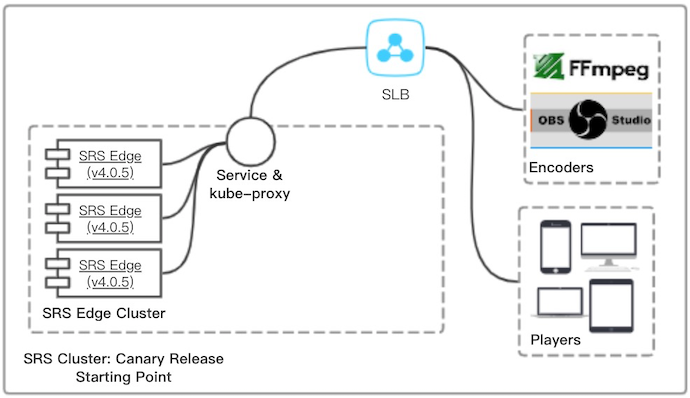 SLB
FFmpeg
OBS Studio
Encoders
SRS Edge
(v4.0.5)
SRS Edge
(v4.0.5)
SRS Edge
(v4.0.5)
Service &
kube-proxy
SRS Edge Cluster
Players
SRS Cluster: Canary Release
Starting Point